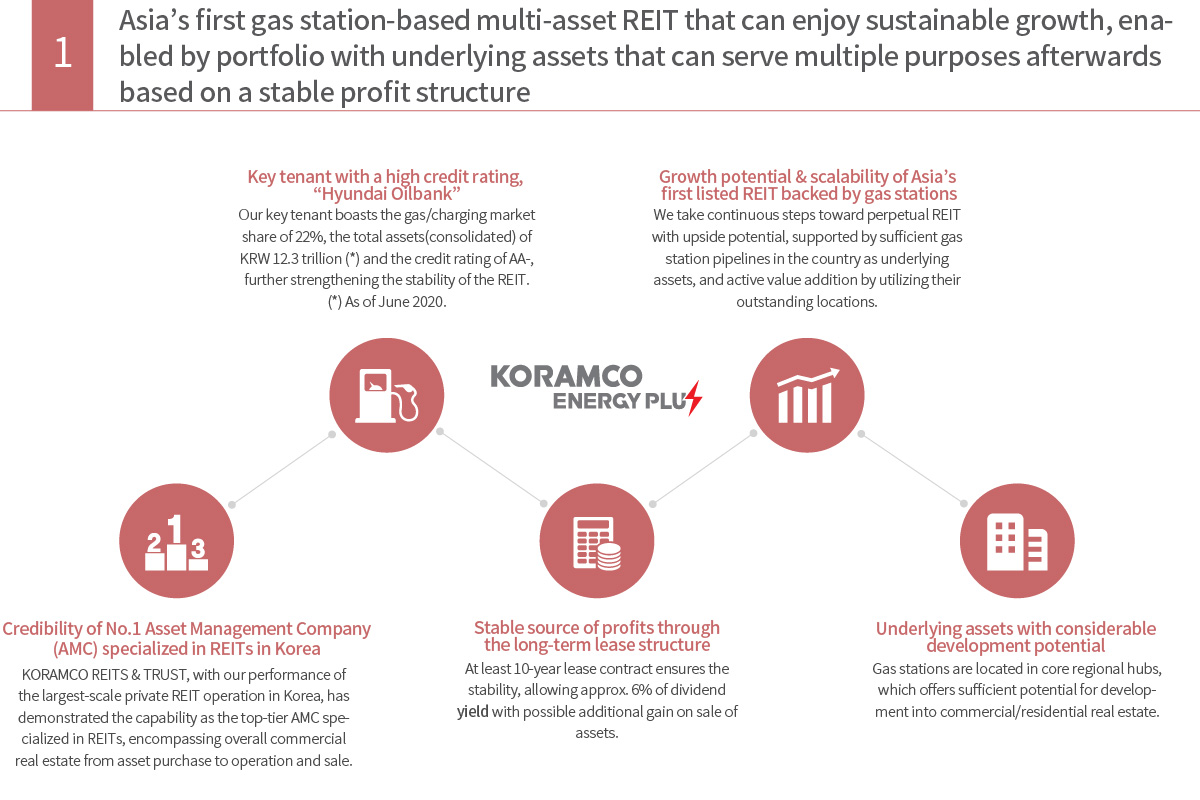 1
Asia’s first gas station-based multi-asset REIT that can enjoy sustainable growth, ena-
bled by portfolio with underlying assets that can serve multiple purposes afterwards
based on a stable profit structure
Key tenant with a high credit rating,
“Hyundai Oilbank”
Our key tenant boasts the gas/charging market
share of 22%, the total assets(consolidated) of
KRW 12.3 trillion (*) and the credit rating of AA-,
further strengthening the stability of the REIT.
(*) As of June 2020.
Growth potential & scalability of Asia’s
first listed REIT backed by gas stations
We take continuous steps toward perpetual REIT
with upside potential, supported by sufficient gas
station pipelines in the country as underlying
assets, and active value addition by utilizing their
outstanding locations.
KORAMCO
ENERGY PLUS
2 1 3
Credibility of No.1 Asset Management Company
(AMC) specialized in REITs in Korea
KORAMCO REITS & TRUST, with our performance of
the largest-scale private REIT operation in Korea, has
demonstrated the capability as the top-tier AMC spe-
cialized in REITs, encompassing overall commercial
real estate from asset purchase to operation and sale.
Stable source of profits through
the long-term lease structure
At least 10-year lease contract ensures the
stability, allowing approx. 6% of dividend
yield with possible additional gain on sale of
assets.
Underlying assets with considerable
development potential
Gas stations are located in core regional hubs,
which offers sufficient potential for develop-
ment into commercial/residential real estate.